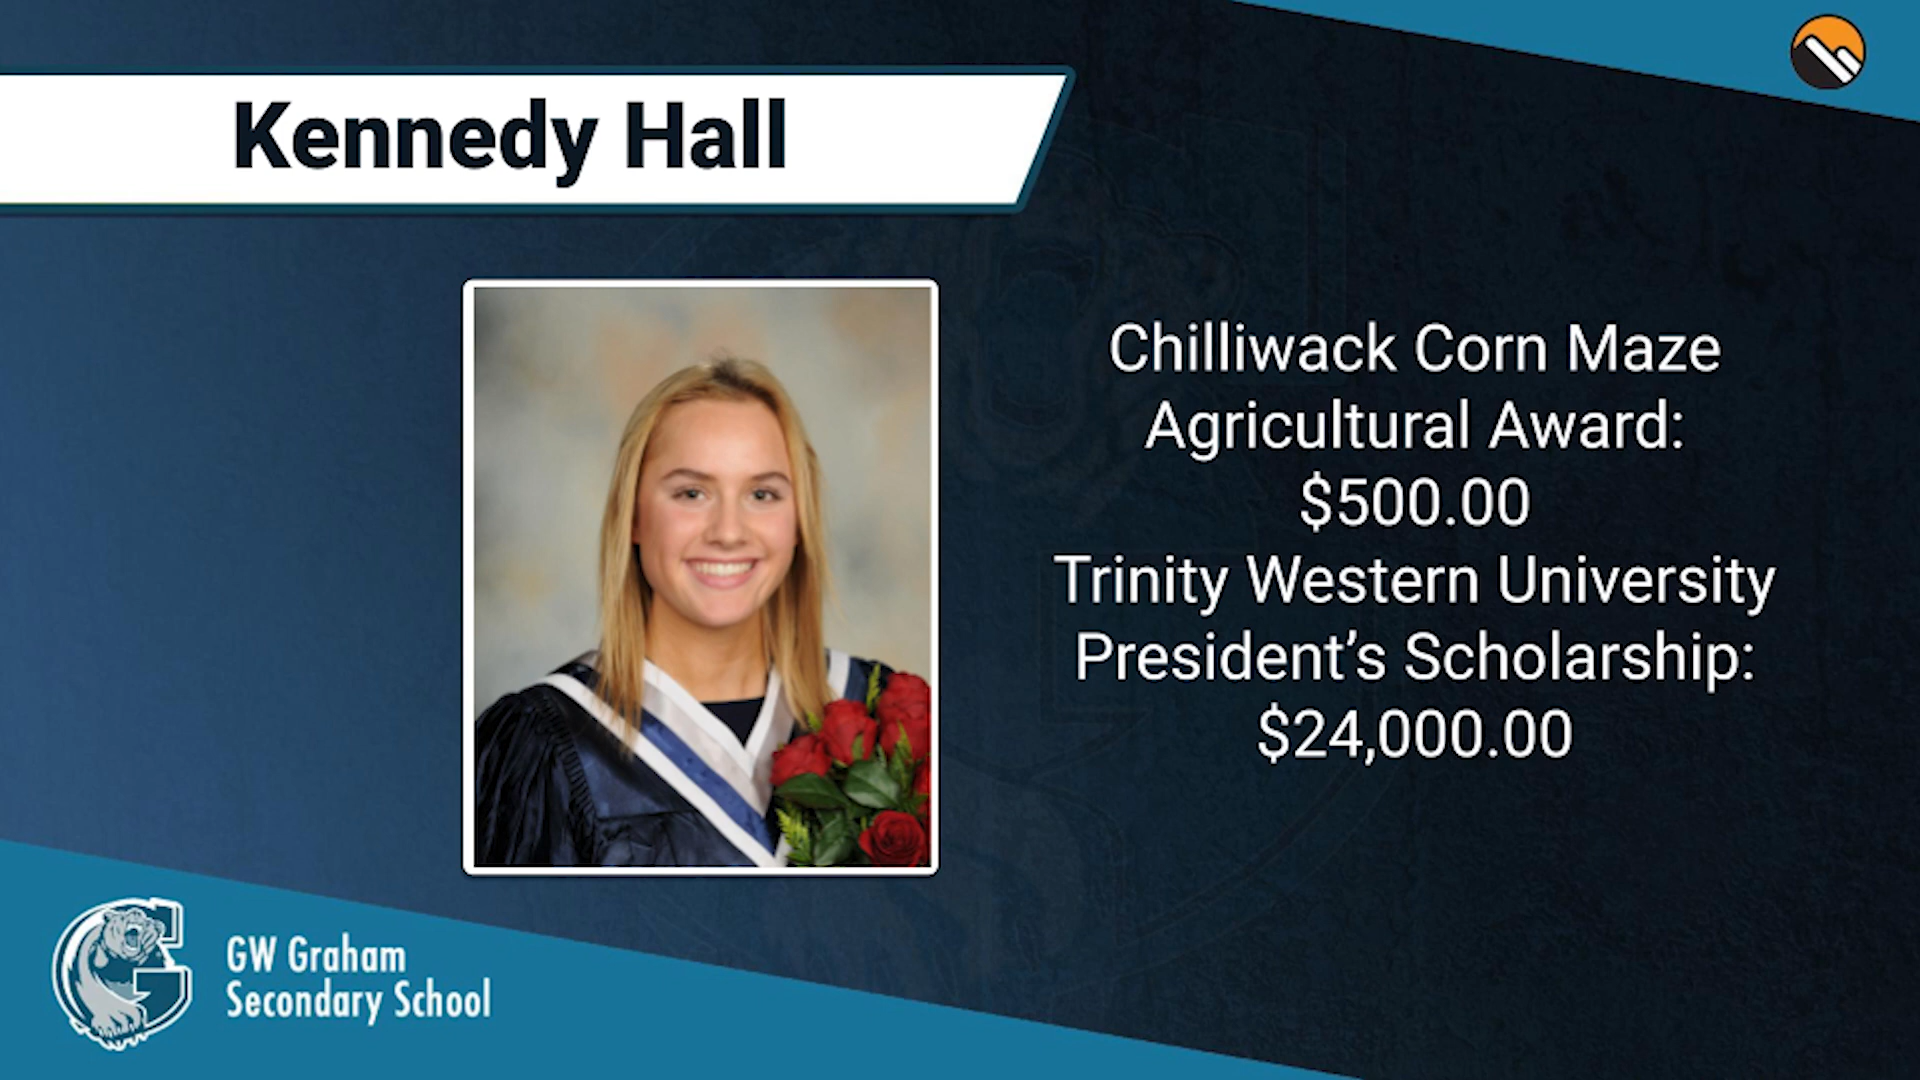 Kennedy Hall
Chilliwack Corn Maze
Agricultural Award:
$500.00
Trinity Western University
President’s Scholarship:
$24,000.00
G
GW Graham
Secondary School